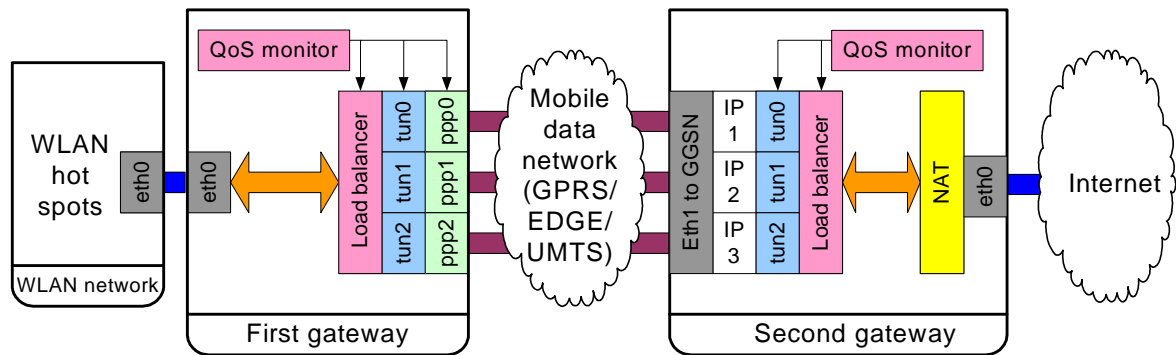 WLAN
hot
spots
eth0
WLAN network
QoS monitor
eth0
Load balancer
tun0
tun1
tun2
ppp0
ppp1
ppp2
First gateway
Mobile
data
network
(GPRS/
EDGE/
UMTS)
QoS monitor
Eth1 to GGSN
IP
1
IP
2
IP
3
tun0
tun1
tun2
Load balancer
NAT
eth0
Second gateway
Internet